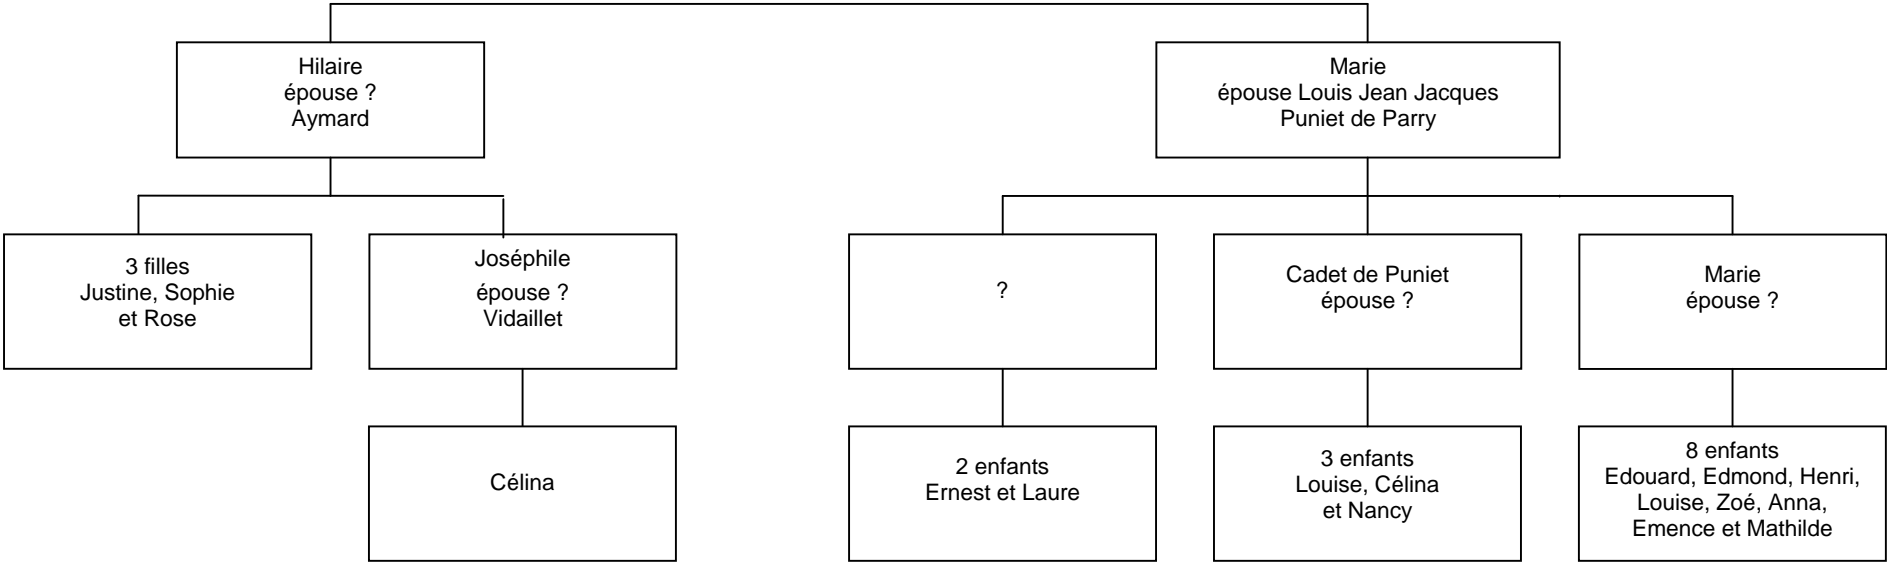 Hilaire
épouse ?
Aymard
Marie
épouse Louis Jean Jacques
Puniet de Parry
3 filles
Justine, Sophie
et Rose
Joséphile
épouse ?
Vidaillet
?
Cadet de Puniet
épouse ?
Marie
épouse ?
Célina
2 enfants
Ernest et Laure
3 enfants
Louise, Célina
et Nancy
8 enfants
Edouard, Edmond, Henri,
Louise, Zoé, Anna,
Emence et Mathilde